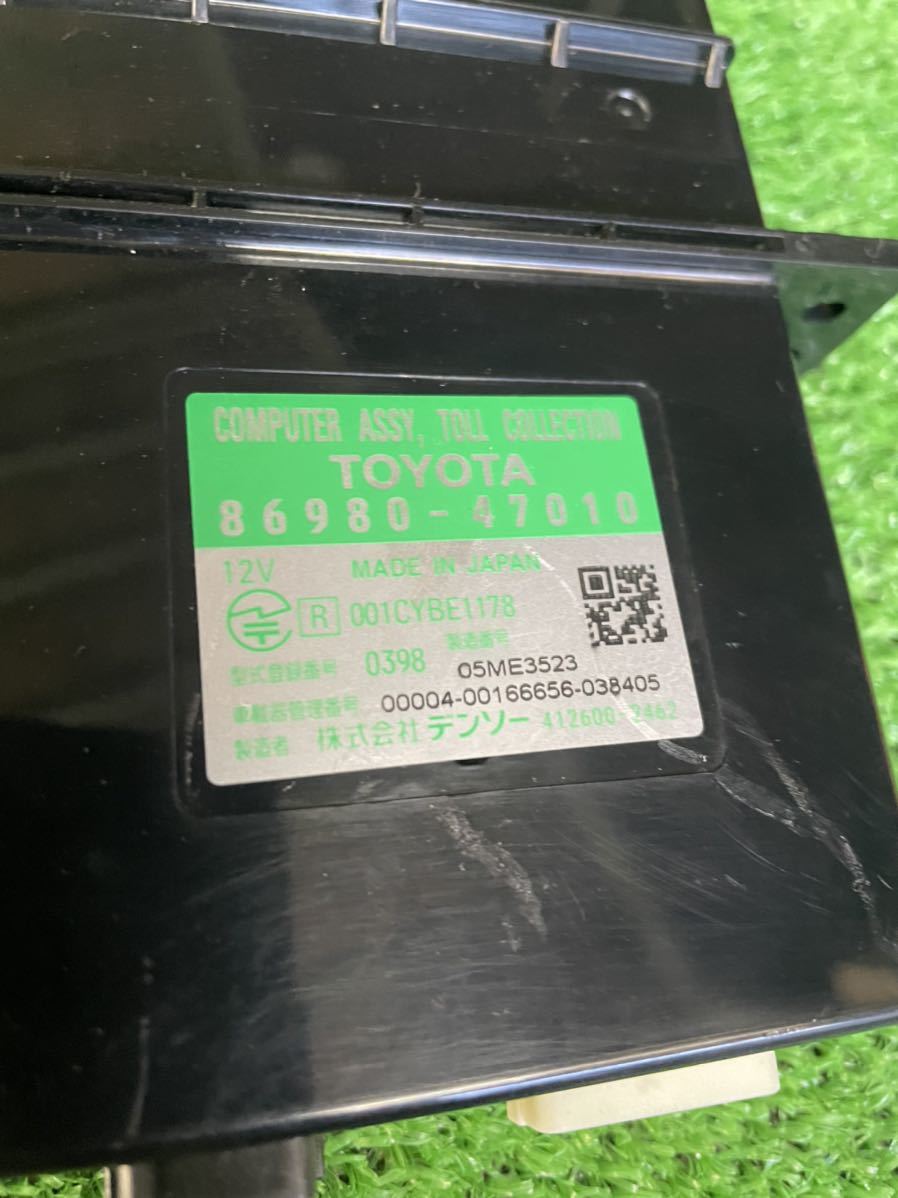 COMPUTER ASSY, TOLL COLLECTION
TOYOTA
86980-47010
12V MADE IN JAPAN
R 001CYBE1178
型式登録番号 0398 製造番号 05ME3523
車載器管理番号 00004-00166656-038405
製造者 株式会社 デンソー 412600-2462